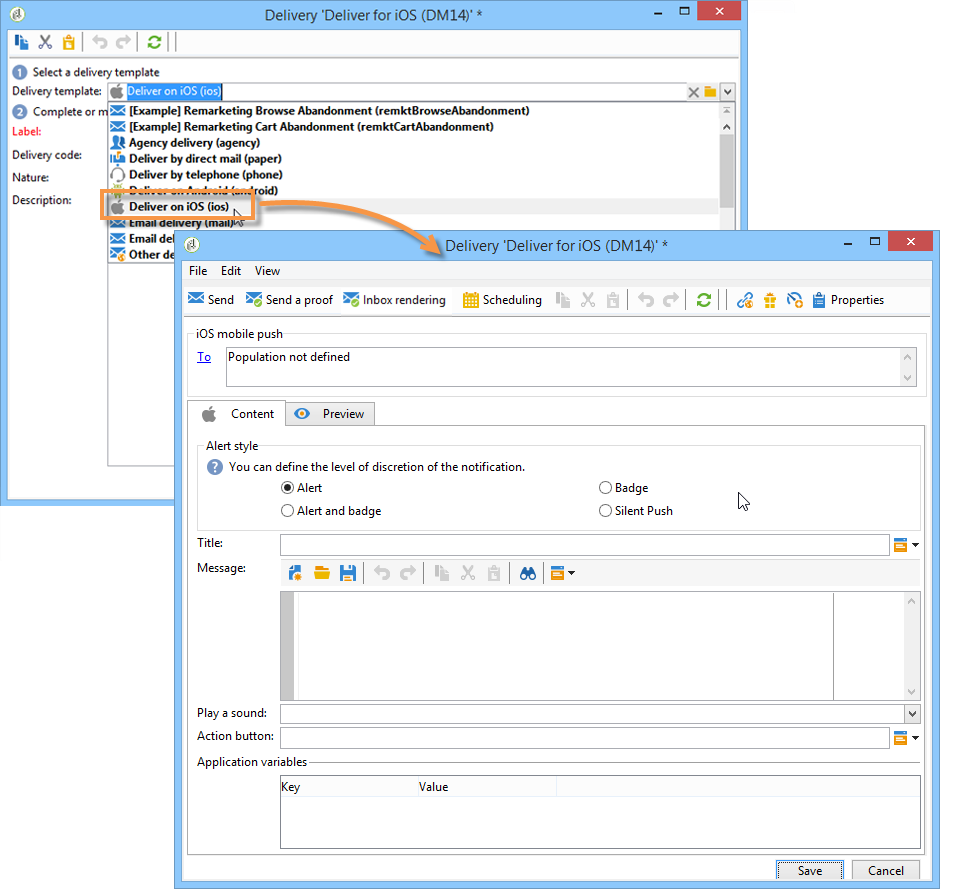 Delivery 'Deliver for iOS (DM14)' *
1 Select a delivery template
Delivery template: Deliver on iOS (ios)
2 Complete or m
[Example] Remarketing Browse Abandonment (remktBrowseAbandonment)
[Example] Remarketing Cart Abandonment (remktCartAbandonment)
Label:
Agency delivery (agency)
Delivery code:
Deliver by direct mail (paper)
Nature:
Deliver by telephone (phone)
Deliver on Android (android)
Description:
Deliver on iOS (ios)
Email delivery (mail)
Email del
Other de
Delivery 'Deliver for iOS (DM14)' *
File Edit View
Send Send a proof Inbox rendering Scheduling Properties
iOS mobile push
To Population not defined
Content Preview
Alert style
? You can define the level of discretion of the notification.
Alert Badge
Alert and badge Silent Push
Title:
Message:
Play a sound:
Action button:
Application variables
Key Value
Save Cancel